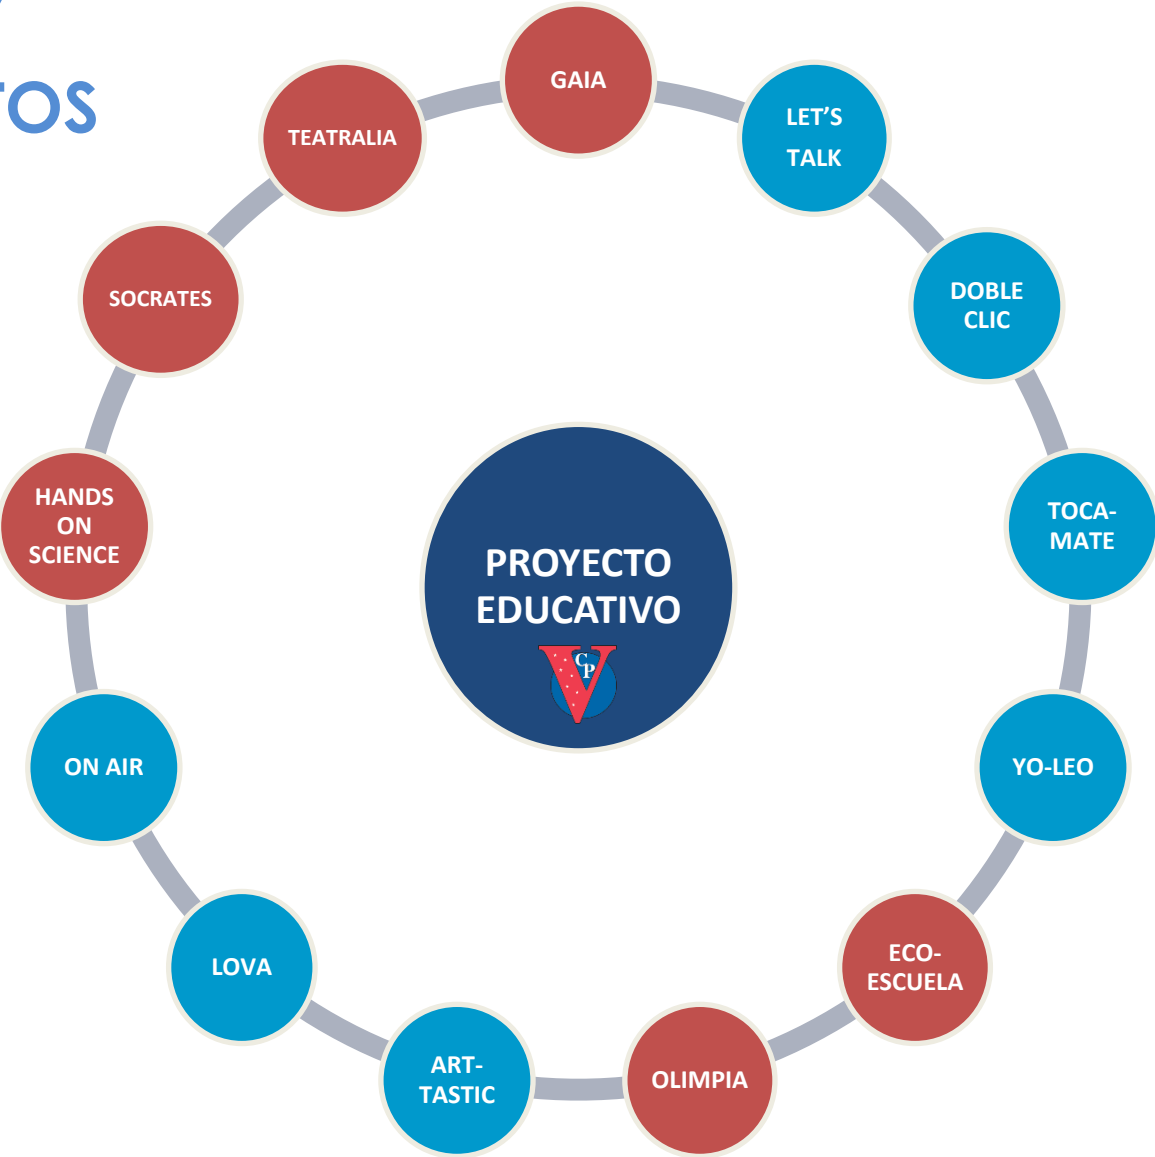 TOS
GAIA
LET'S
TALK
DOBLE
CLIC
TOCA-
MATE
YO-LEO
ECO-
ESCUELA
OLIMPIA
ART-
TASTIC
LOVA
ON AIR
HANDS
ON
SCIENCE
SOCRATES
TEATRALIA
PROYECTO
EDUCATIVO
C
P
V